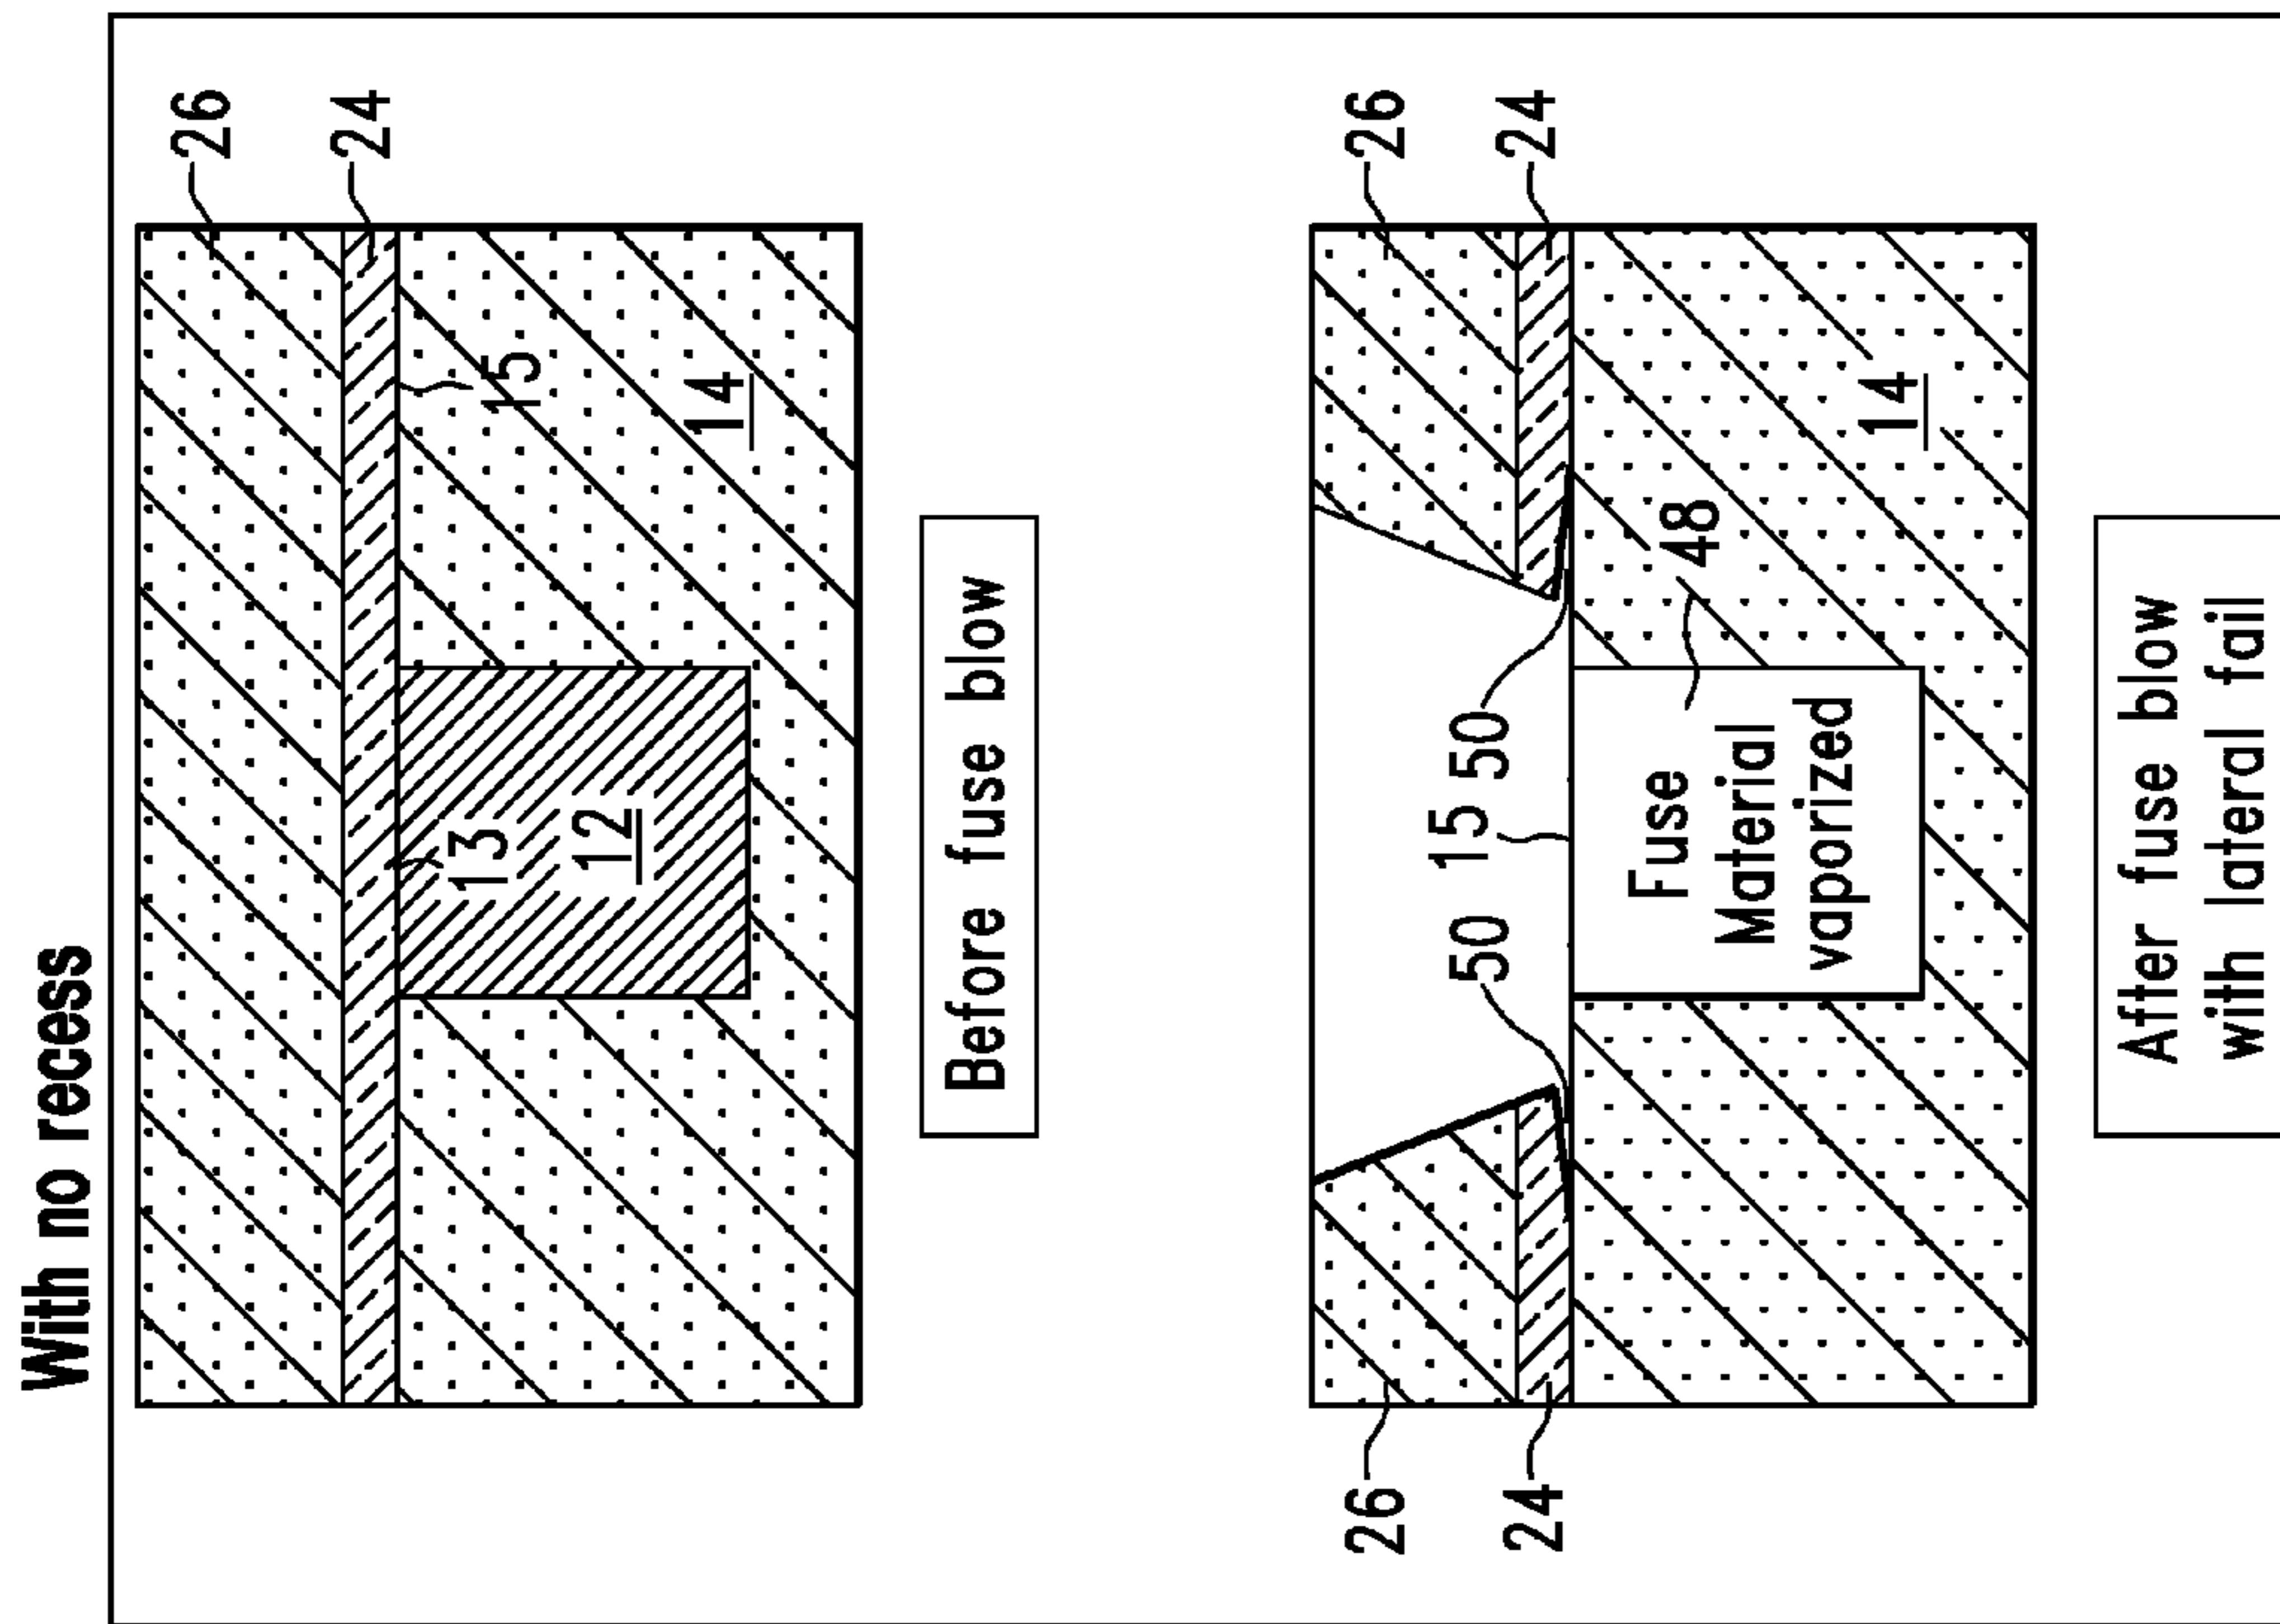 With no recess
26
24
13 15
12
14
Before fuse blow
26 26
50 15 50
24 24
Fuse 48
Material
vaporized
14
After fuse blow
with lateral fail